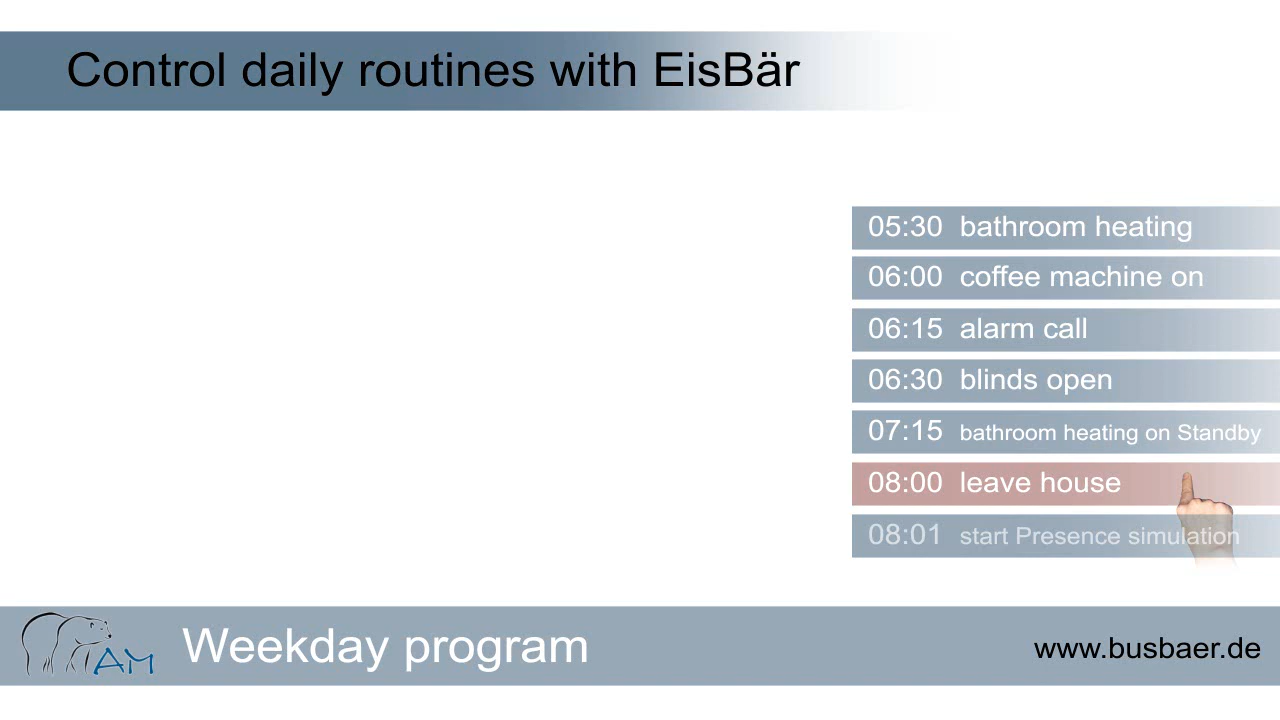 Control daily routines with EisBär
05:30 bathroom heating
06:00 coffee machine on
06:15 alarm call
06:30 blinds open
07:15 bathroom heating on Standby
08:00 leave house
08:01 start Presence simulation
AM Weekday program www.busbaer.de